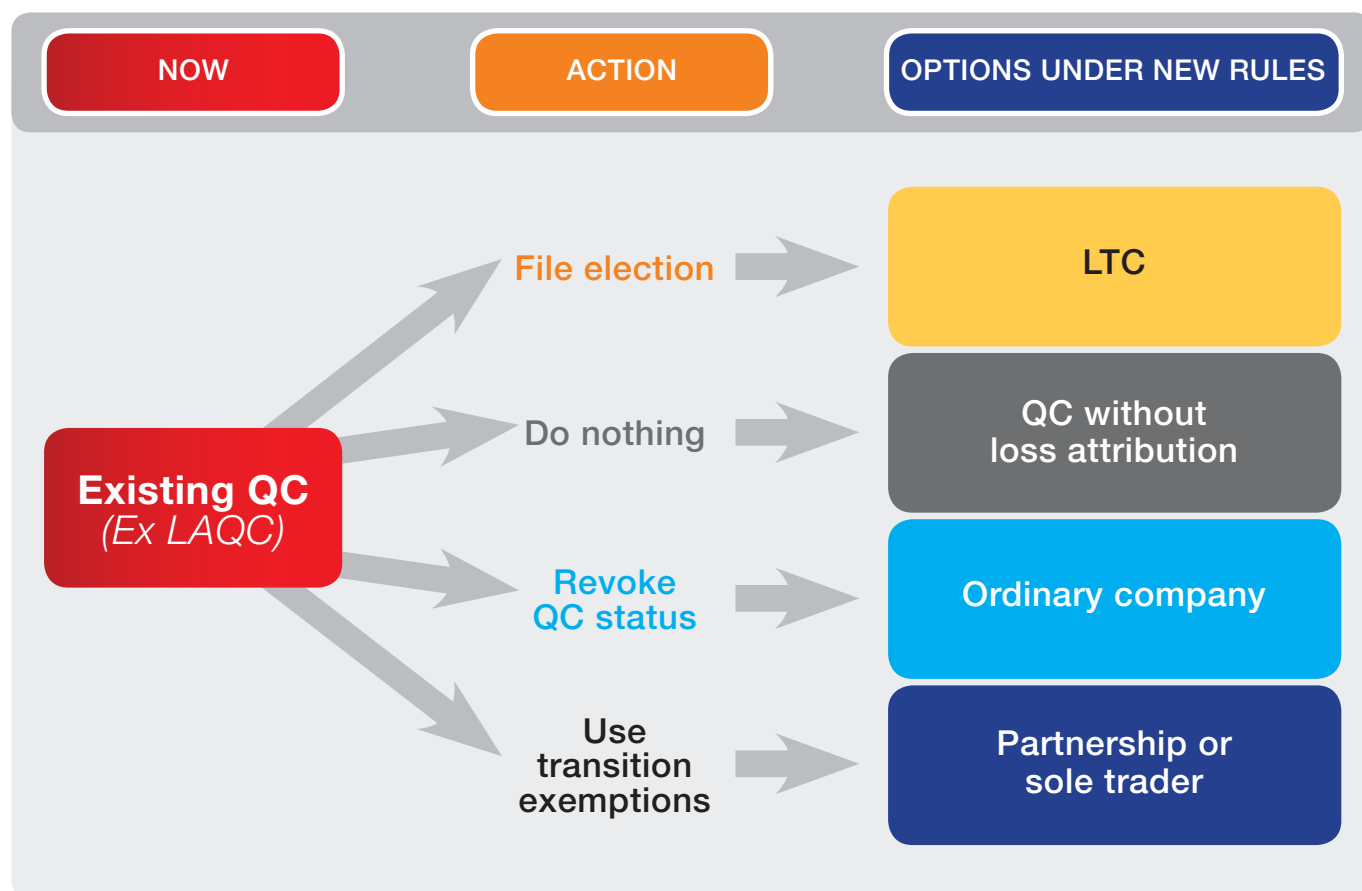 NOW
ACTION
OPTIONS UNDER NEW RULES
Existing QC
(Ex LAQC)
File election
LTC
Do nothing
QC without
loss attribution
Revoke
QC status
Ordinary company
Use
transition
exemptions
Partnership or
sole trader